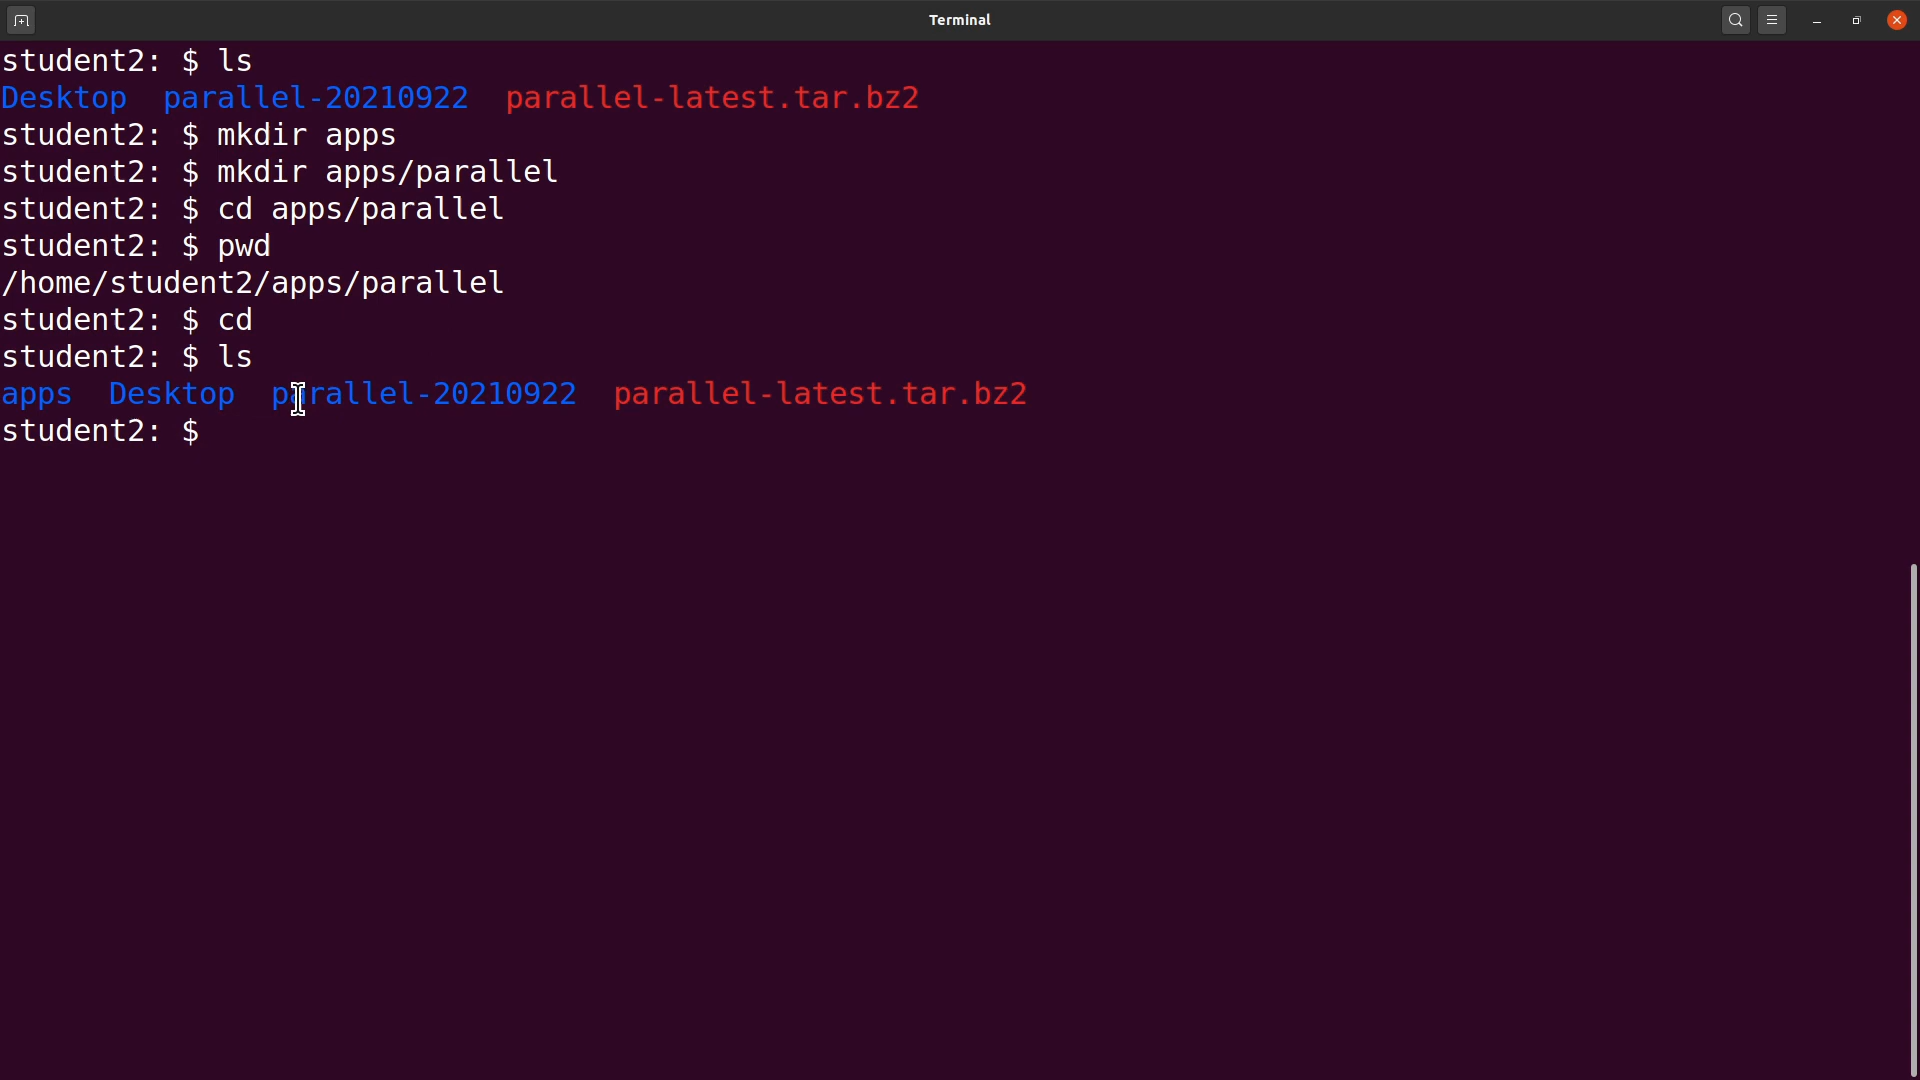 Terminal
student2: $ ls
Desktop  parallel-20210922  parallel-latest.tar.bz2
student2: $ mkdir apps
student2: $ mkdir apps/parallel
student2: $ cd apps/parallel
student2: $ pwd
/home/student2/apps/parallel
student2: $ cd
student2: $ ls
apps  Desktop  parallel-20210922  parallel-latest.tar.bz2
student2: $